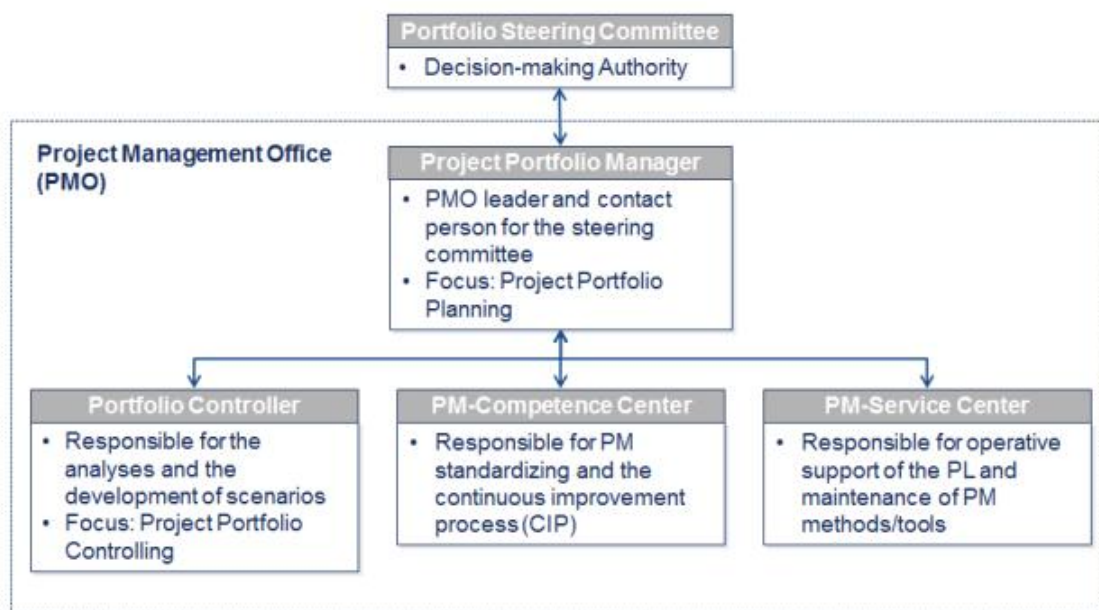 Portfolio Steering Committee
• Decision-making Authority
Project Management Office
(PMO)
Project Portfolio Manager
• PMO leader and contact
person for the steering
committee
• Focus: Project Portfolio
Planning
Portfolio Controller
• Responsible for the
analyses and the
development of scenarios
• Focus: Project Portfolio
Controlling
PM-Competence Center
• Responsible for PM
standardizing and the
continuous improvement
process (CIP)
PM-Service Center
• Responsible for operative
support of the PL and
maintenance of PM
methods/tools